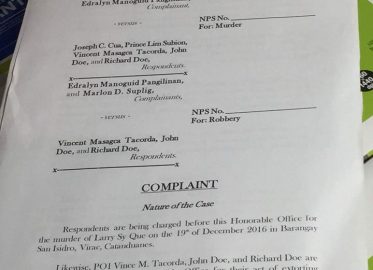 Edralyn Manoguid Pangilinan,
Complainant,
- versus -
NPS No.
For: Murder
Joseph C. Cua, Prince Lim Subion,
Vincent Masagca Tacorda, John
Doe, and Richard Doe,
Respondents.
x-----------------------------------x
Edralyn Manoguid Pangilinan,
and Marlon D. Suplig,
Complainants,
- versus -
NPS No.
For: Robbery
Vincent Masagca Tacorda, John
Doe, and Richard Doe,
Respondents.
x-----------------------------------x
COMPLAINT
Nature of the Case
Respondents are being charged before this Honorable Office for
the murder of Larry Sy Que on the 19th of December 2016 in Barangay
San Isidro, Virac, Catanduanes.
Likewise, PO1 Vince M. Tacorda, John Doe, and Richard Doe are
Office for their act of extorting